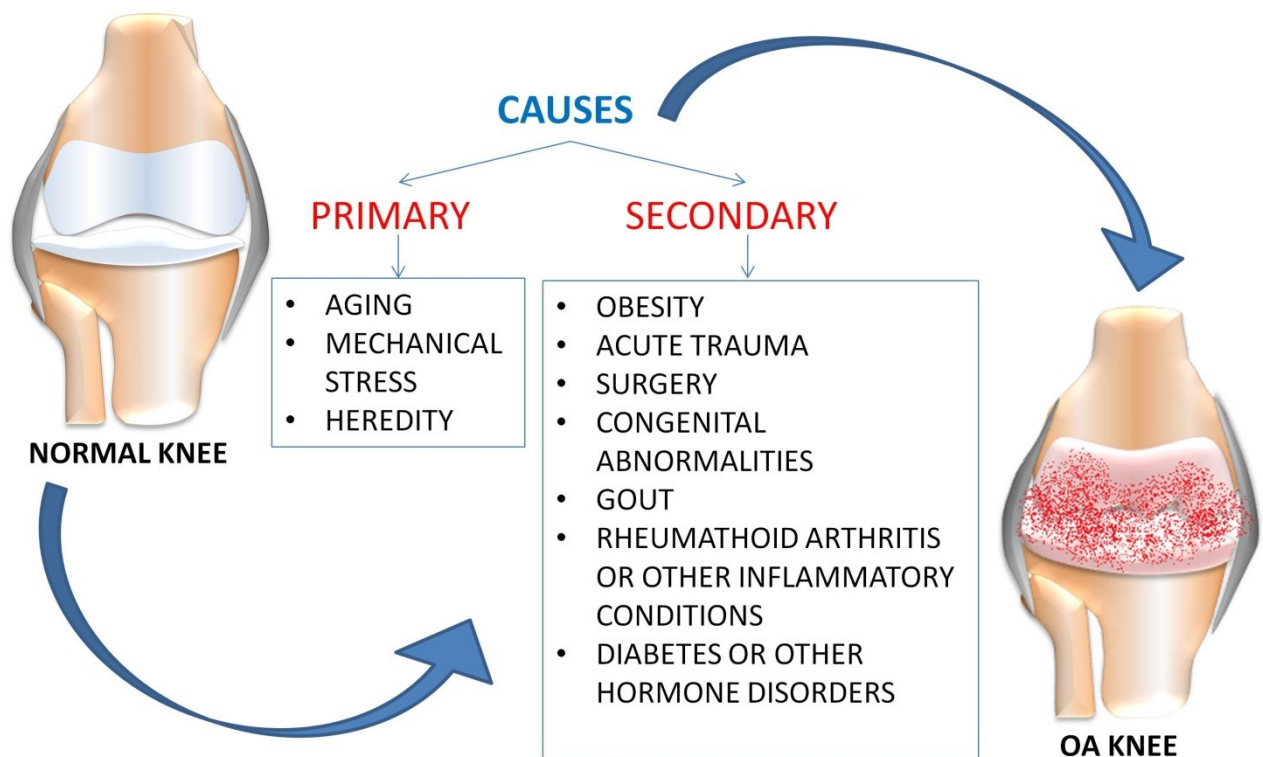 CAUSES
PRIMARY
SECONDARY
• AGING
• MECHANICAL
STRESS
• HEREDITY
• OBESITY
• ACUTE TRAUMA
• SURGERY
• CONGENITAL
ABNORMALITIES
• GOUT
• RHEUMATHOID ARTHRITIS
OR OTHER INFLAMMATORY
CONDITIONS
• DIABETES OR OTHER
HORMONE DISORDERS
NORMAL KNEE
OA KNEE